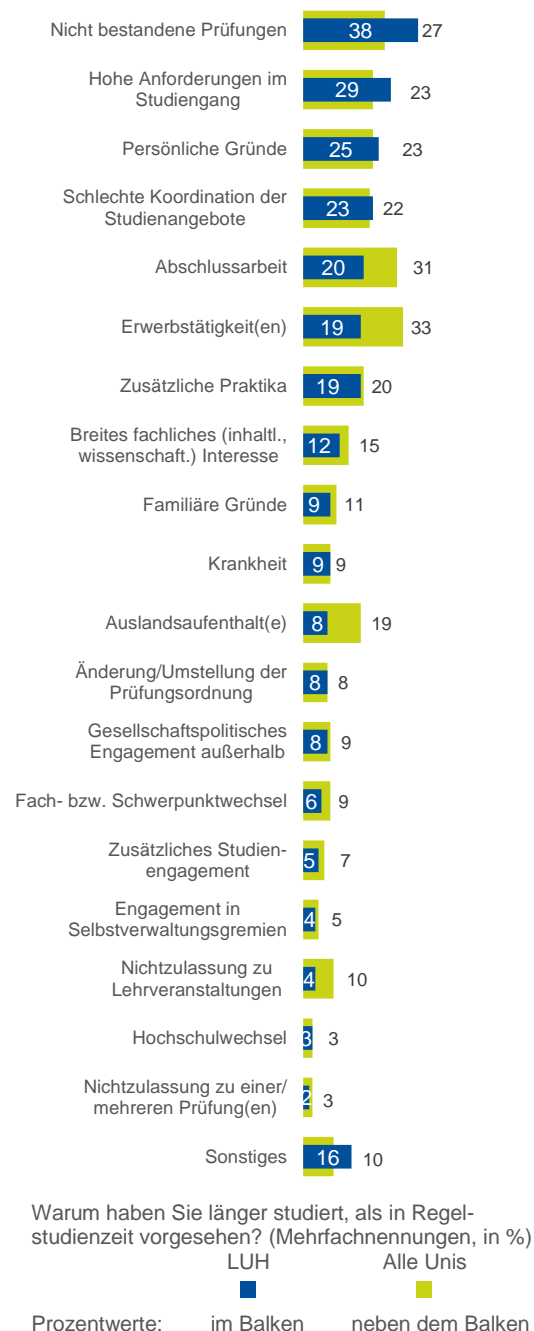 Nicht bestandene Prüfungen 38 27
Hohe Anforderungen im
Studiengang 29 23
Persönliche Gründe 25 23
Schlechte Koordination der
Studienangebote 23 22
Abschlussarbeit 20 31
Erwerbstätigkeit(en) 19 33
Zusätzliche Praktika 19 20
Breites fachliches (inhaltl.,
wissenschaft.) Interesse 12 15
Familiäre Gründe 9 11
Krankheit 9 9
Auslandsaufenthalt(e) 8 19
Änderung/Umstellung der
Prüfungsordnung 8 8
Gesellschaftspolitisches
Engagement außerhalb 8 9
Fach- bzw. Schwerpunktwechsel 6 9
Zusätzliches Studien-
engagement 5 7
Engagement in
Selbstverwaltungsgremien 4 5
Nichtzulassung zu
Lehrveranstaltungen 4 10
Hochschulwechsel 3 3
Nichtzulassung zu einer/
mehreren Prüfung(en) 2 3
Sonstiges 16 10
Warum haben Sie länger studiert, als in Regel-
studienzeit vorgesehen? (Mehrfachnennungen, in %)
LUH Alle Unis
Prozentwerte: im Balken neben dem Balken